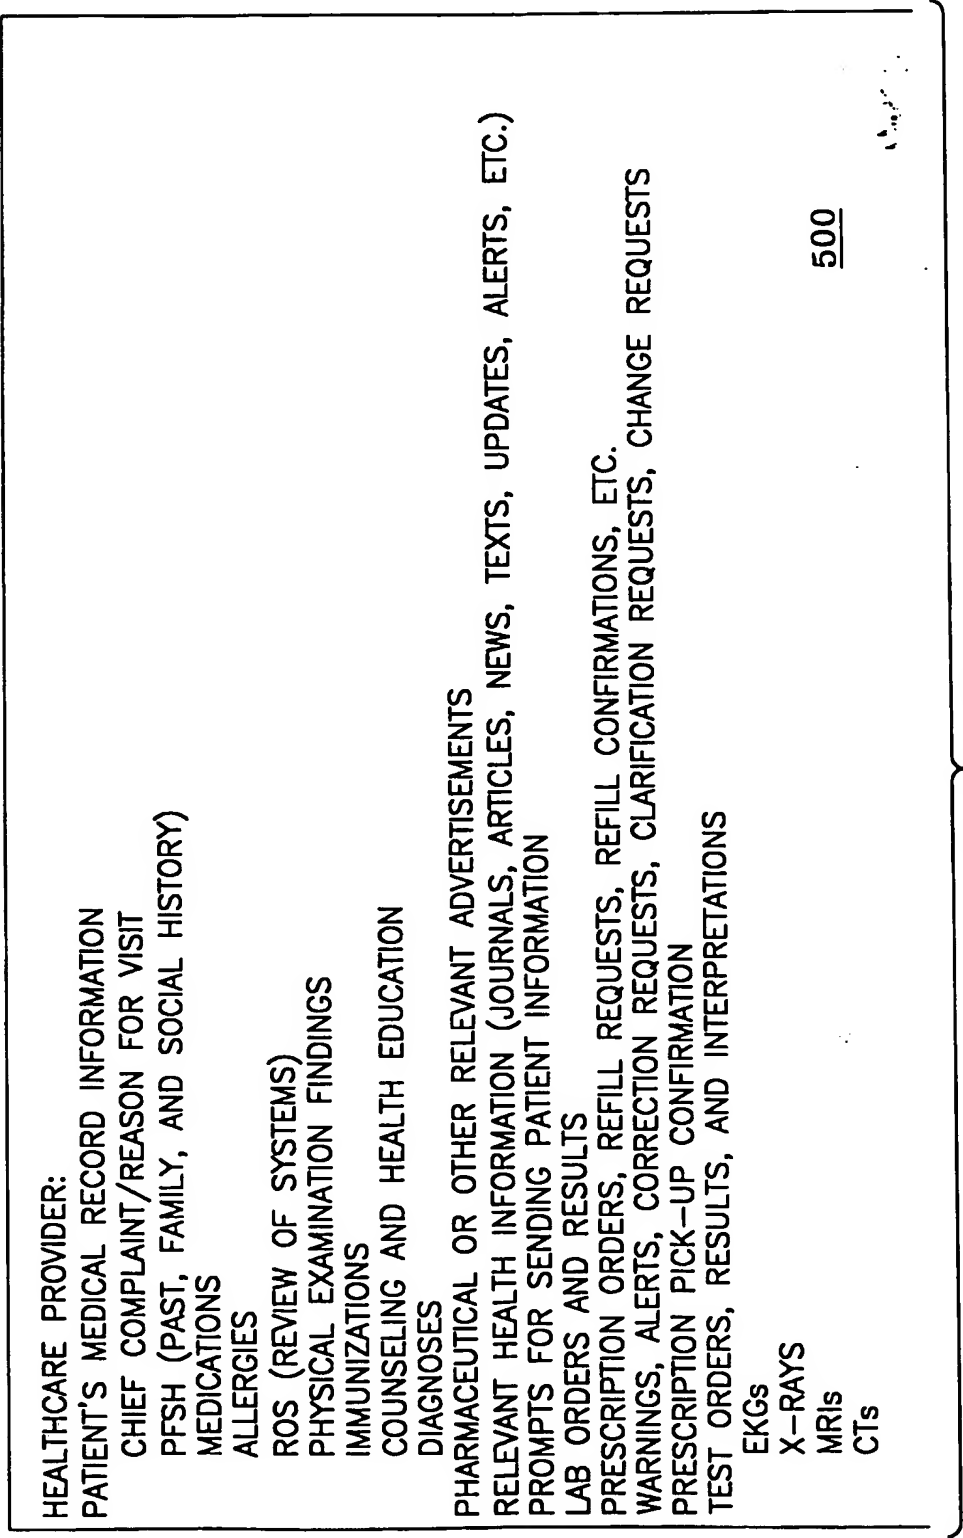 HEALTHCARE PROVIDER:
PATIENT'S MEDICAL RECORD INFORMATION
CHIEF COMPLAINT/REASON FOR VISIT
PFSH (PAST, FAMILY, AND SOCIAL HISTORY)
MEDICATIONS
ALLERGIES
ROS (REVIEW OF SYSTEMS)
PHYSICAL EXAMINATION FINDINGS
IMMUNIZATIONS
COUNSELING AND HEALTH EDUCATION
DIAGNOSES
PHARMACEUTICAL OR OTHER RELEVANT ADVERTISEMENTS
RELEVANT HEALTH INFORMATION (JOURNALS, ARTICLES, NEWS, TEXTS, UPDATES, ALERTS, ETC.)
PROMPTS FOR SENDING PATIENT INFORMATION
LAB ORDERS AND RESULTS
PRESCRIPTION ORDERS, REFILL REQUESTS, REFILL CONFIRMATIONS, ETC.
WARNINGS, ALERTS, CORRECTION REQUESTS, CLARIFICATION REQUESTS, CHANGE REQUESTS
PRESCRIPTION PICK-UP CONFIRMATION
TEST ORDERS, RESULTS, AND INTERPRETATIONS
EKGs
X-RAYS
MRIs
CTs
500